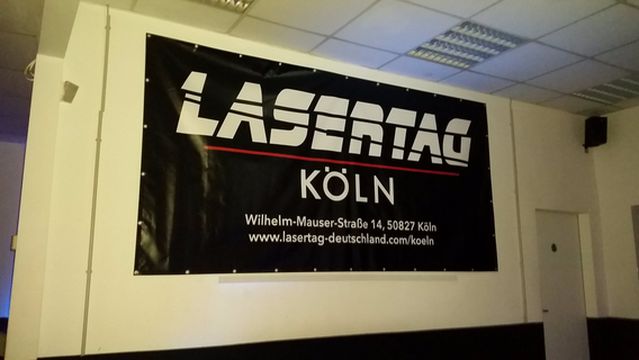 LASERTAG
KÖLN
Wilhelm-Mauser-Straße 14, 50827 Köln
www.lasertag-deutschland.com/koeln